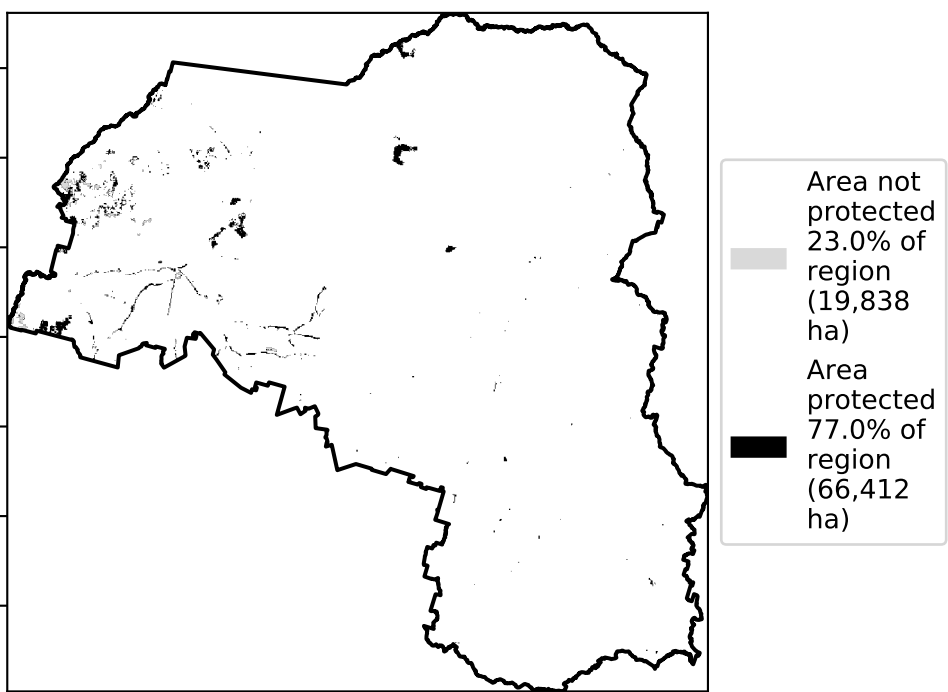 Area not
protected
23.0% of
region
(19,838
ha)
Area
protected
77.0% of
region
(66,412
ha)